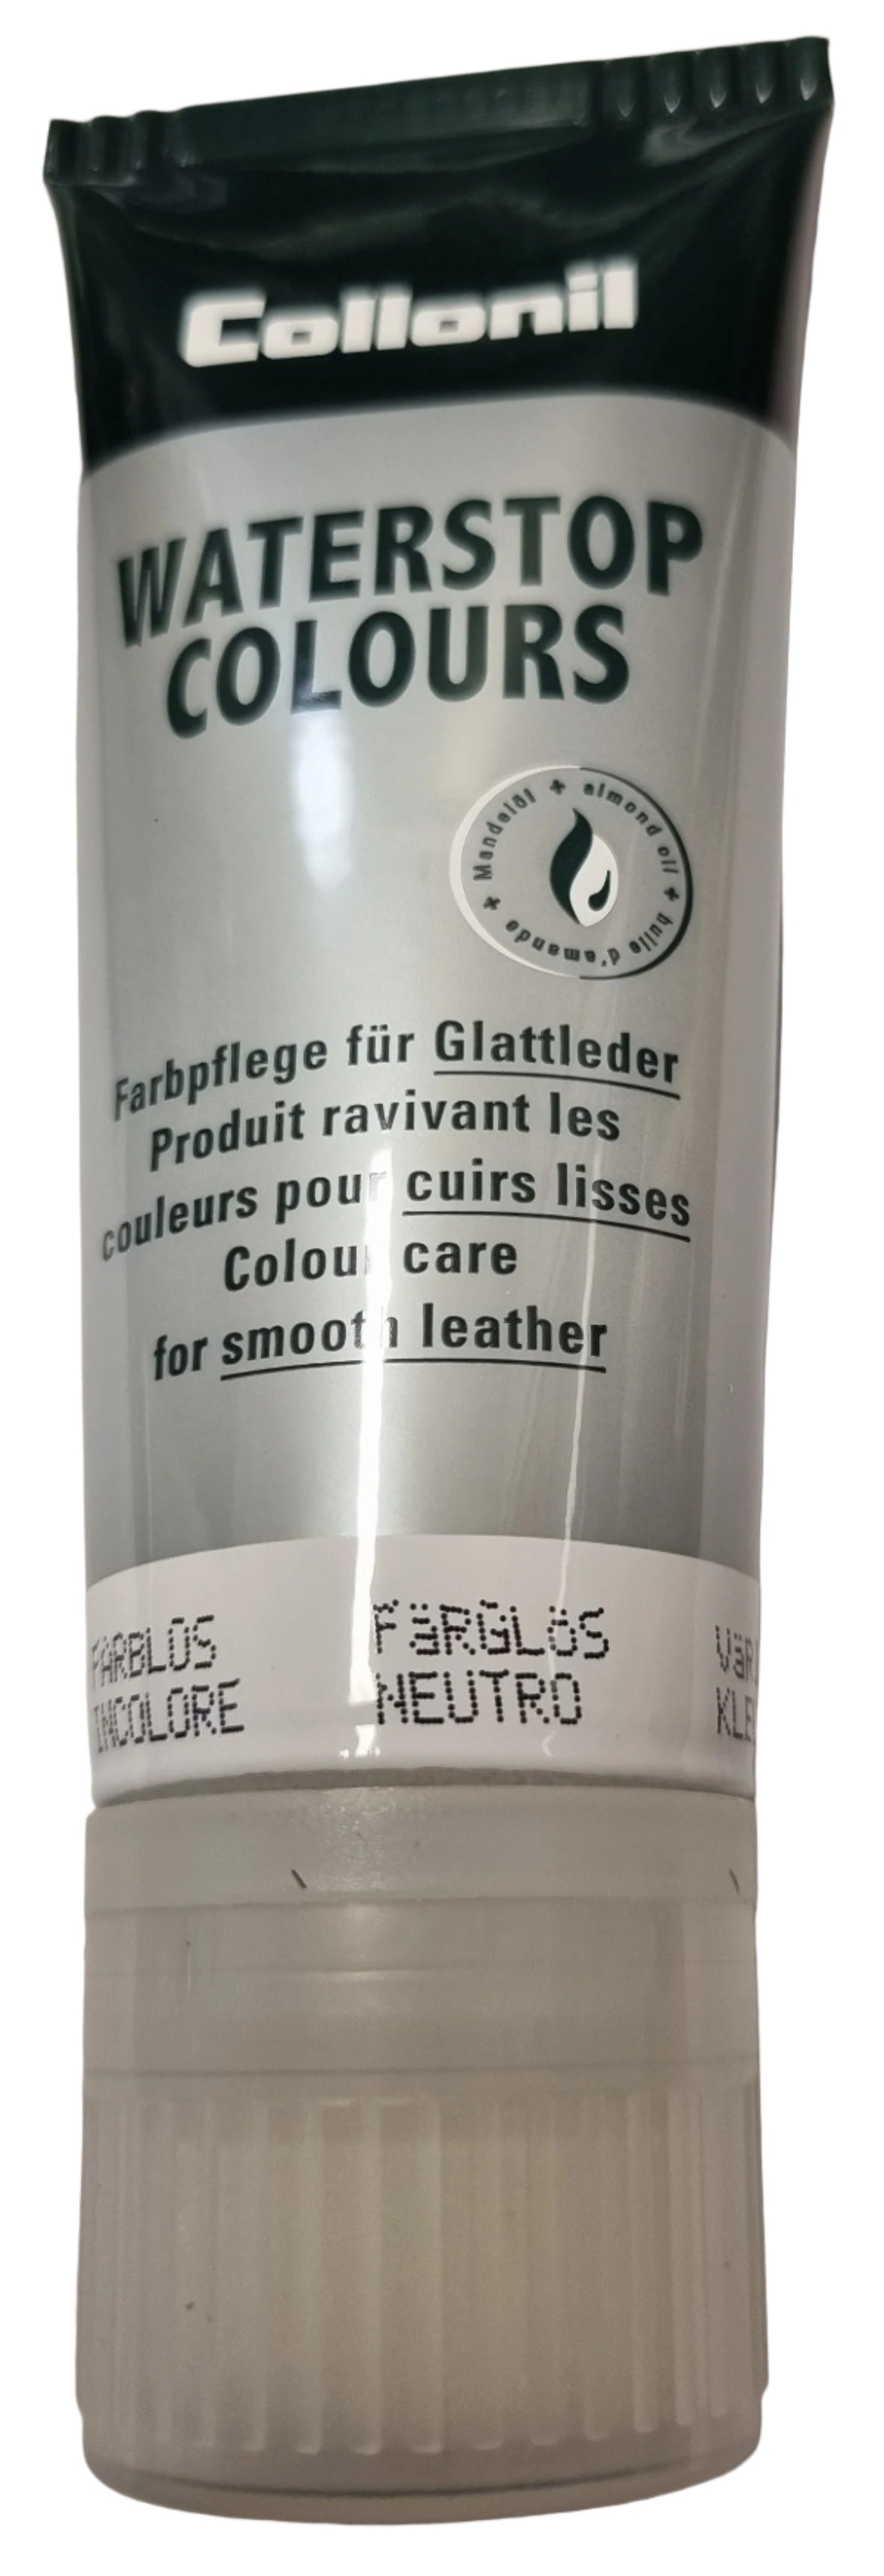 Collonil
WATERSTOP
COLOURS
Mandelöl + almond oil + huile d'amande +
Farbpflege für Glattleder
Produit ravivant les
couleurs pour cuirs lisses
Colour care
for smooth leather
FARBLOS
INCOLORE
FäRGLöS
NEUTRO